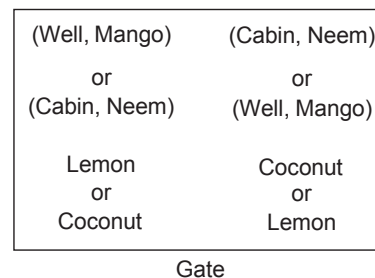 (Well, Mango) (Cabin, Neem)
or or
(Cabin, Neem) (Well, Mango)
Lemon Coconut
or or
Coconut Lemon
Gate